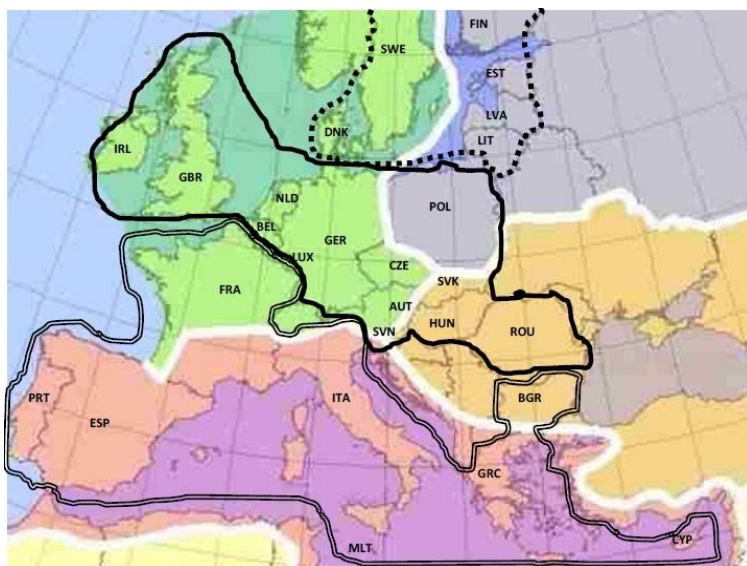 FIN
SWE
EST
LVA
DNK
LIT
IRL
GBR
NLD
POL
BEL
GER
LUX
CZE
SVK
FRA
AUT
HUN
ROU
SVN
PRT
ITA
BGR
ESP
GRC
CYP
MLT